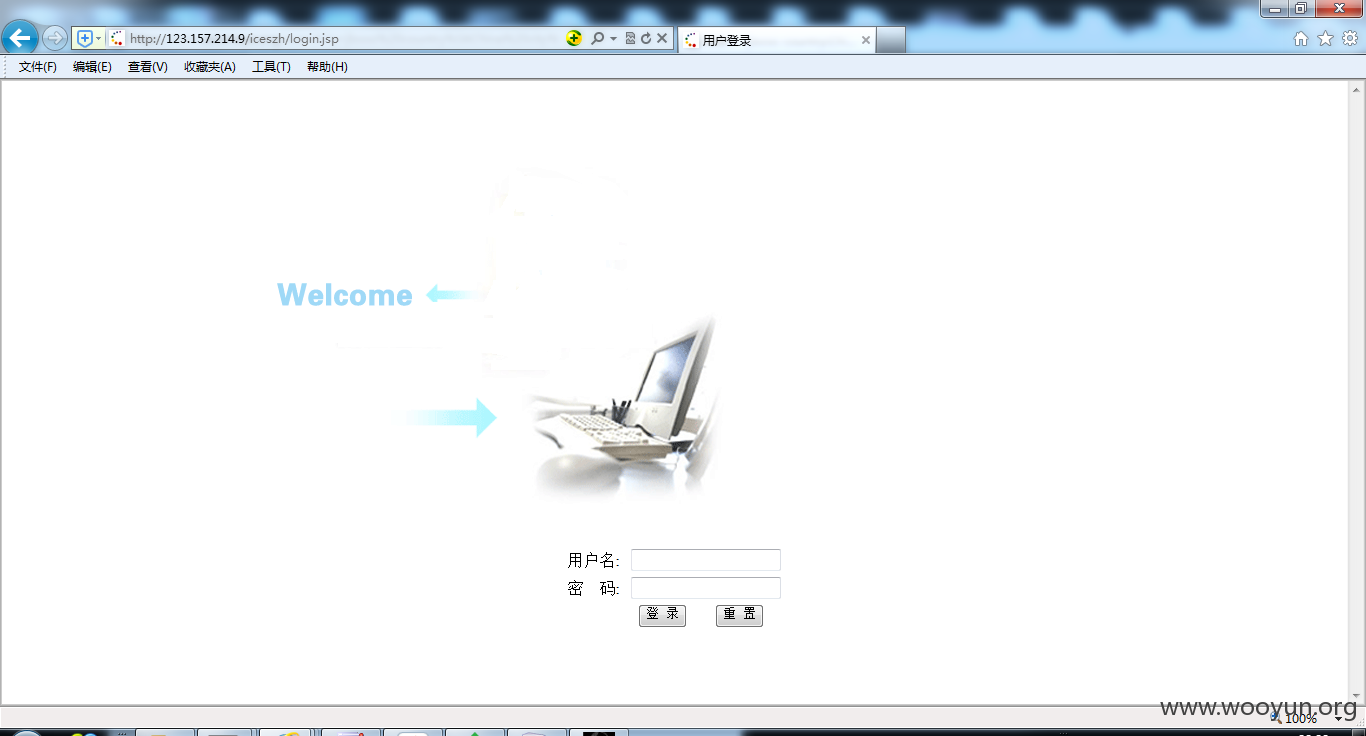 http://123.157.214.9/iceszh/login.jsp
用户登录
文件(F) 编辑(E) 查看(V) 收藏夹(A) 工具(T) 帮助(H)
Welcome
用户名:
密 码:
登 录 重 置
www.wooyun.org
100%